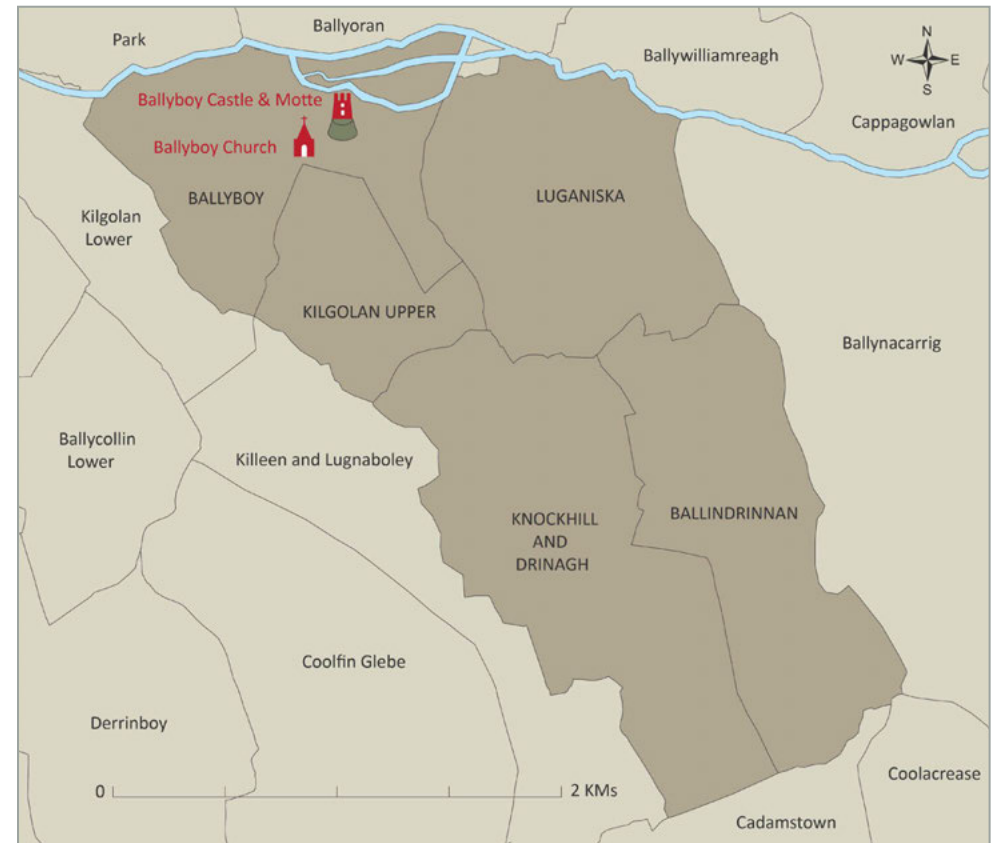 Park
Ballyoran
Ballywilliamreagh
N
W E
S
Cappagowlan
Ballyboy Castle & Motte
Ballyboy Church
BALLYBOY
LUGANISKA
Kilgolan
Lower
KILGOLAN UPPER
Ballynacarrig
Ballycollin
Lower
Killeen and Lugnaboley
KNOCKHILL
AND
DRINAGH
BALLINDRINNAN
Coolfin Glebe
Derrinboy
Coolacrease
0 2 KMs
Cadamstown